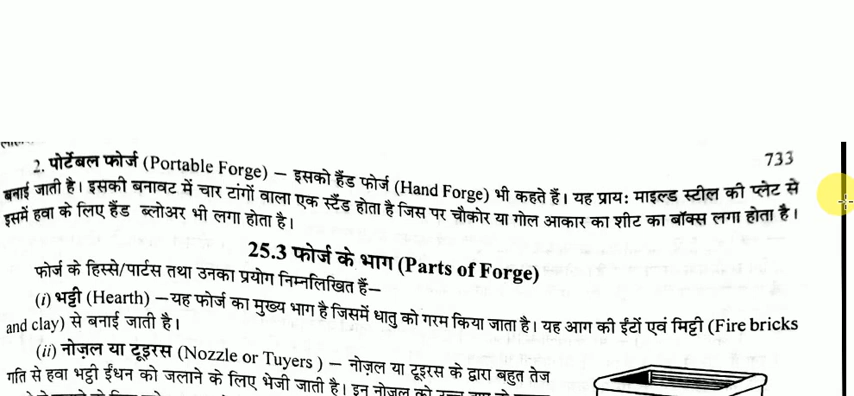 733
2. पोर्टेबल फोर्ज (Portable Forge) – इसको हैंड फोर्ज (Hand Forge) भी कहते हैं। यह प्राय: माइल्ड स्टील की प्लेट से
बनाई जाती है। इसकी बनावट में चार टांगों वाला एक स्टैंड होता है जिस पर चौकोर या गोल आकार का शीट का बॉक्स लगा होता है।
इसमें हवा के लिए हैंड ब्लोअर भी लगा होता है।
25.3 फोर्ज के भाग (Parts of Forge)
फोर्ज के हिस्से/पार्टस तथा उनका प्रयोग निम्नलिखित हैं–
(i) भट्टी (Hearth) –यह फोर्ज का मुख्य भाग है जिसमें धातु को गरम किया जाता है। यह आग की ईंटों एवं मिट्टी (Fire bricks
and clay) से बनाई जाती है।
(ii) नोज़ल या टूइरस (Nozzle or Tuyers ) – नोज़ल या टूइरस के द्वारा बहुत तेज
गति से हवा भट्ठी ईंधन को जलाने के लिए भेजी जाती है। इन नोज़ल को